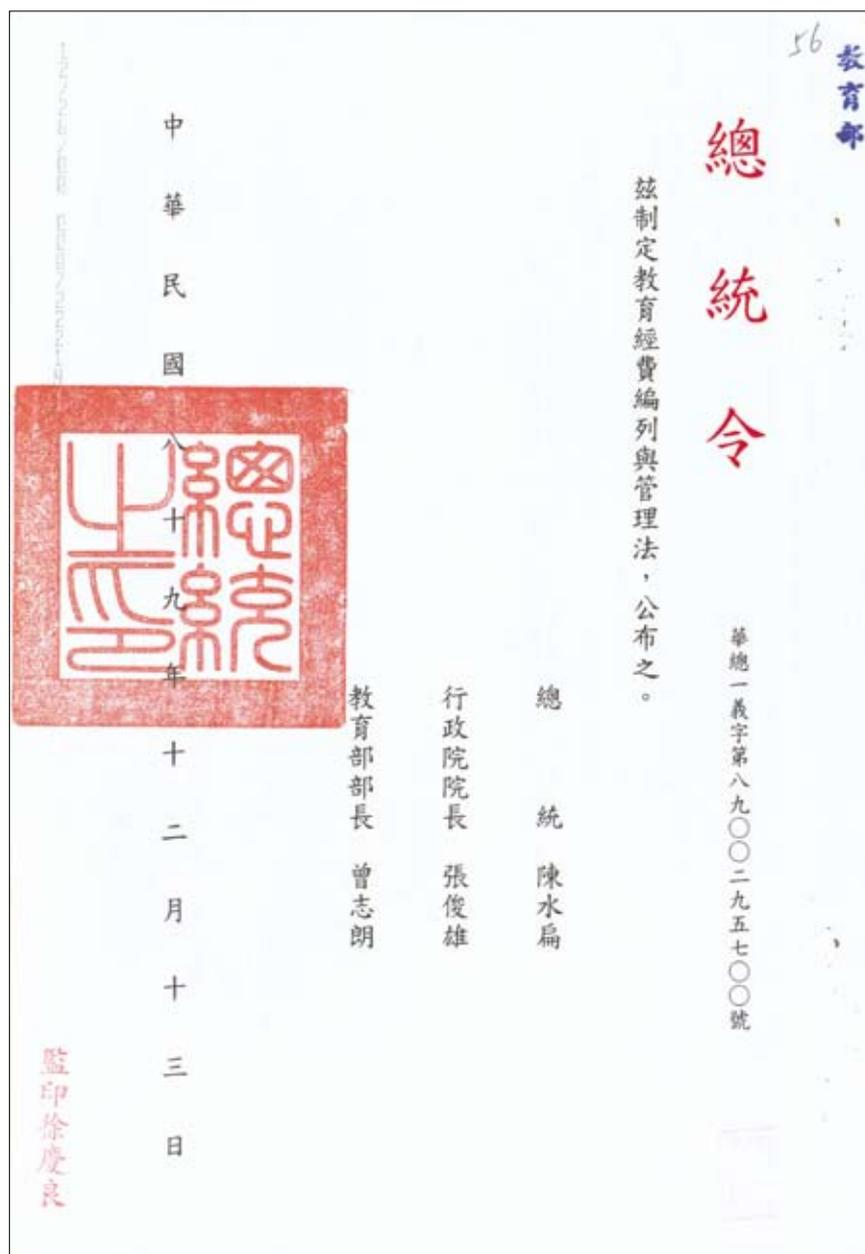 56
教育部
總統令
華總一義字第八九〇〇二九五七〇〇號
茲制定教育經費編列與管理法，公布之。
總統 陳水扁
行政院院長 張俊雄
教育部部長 曾志朗
中華民國八十九年十二月十三日
總統之印
監印徐慶良